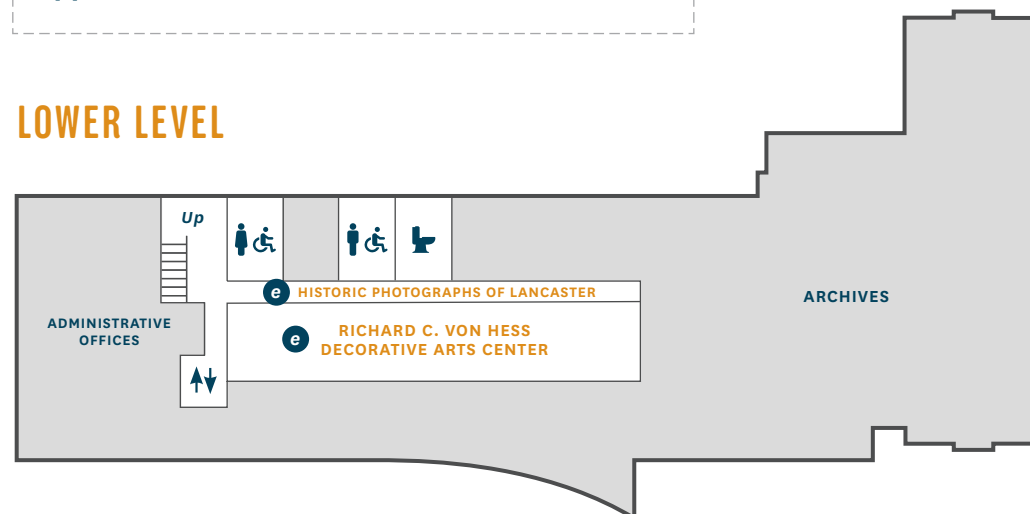 LOWER LEVEL
Up
e HISTORIC PHOTOGRAPHS OF LANCASTER
ADMINISTRATIVE
OFFICES
e RICHARD C. VON HESS
DECORATIVE ARTS CENTER
ARCHIVES